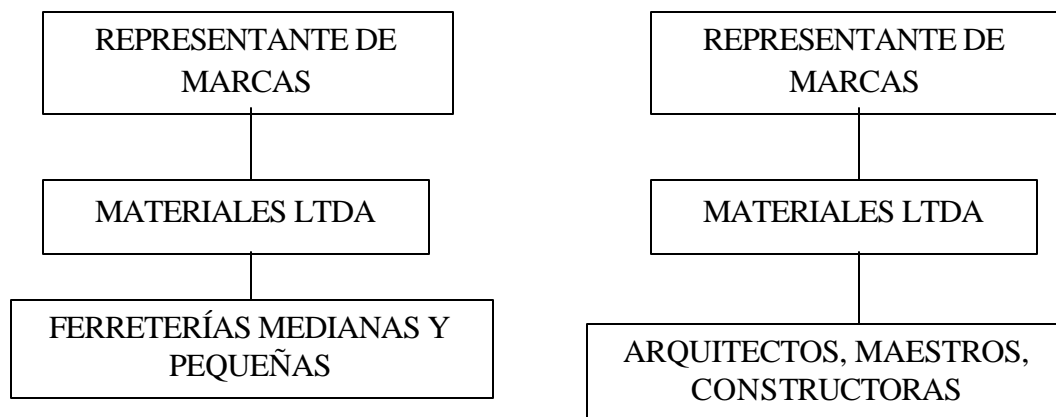 REPRESENTANTE DE
MARCAS
MATERIALES LTDA
FERRETERÍAS MEDIANAS Y
PEQUEÑAS
REPRESENTANTE DE
MARCAS
MATERIALES LTDA
ARQUITECTOS, MAESTROS,
CONSTRUCTORAS